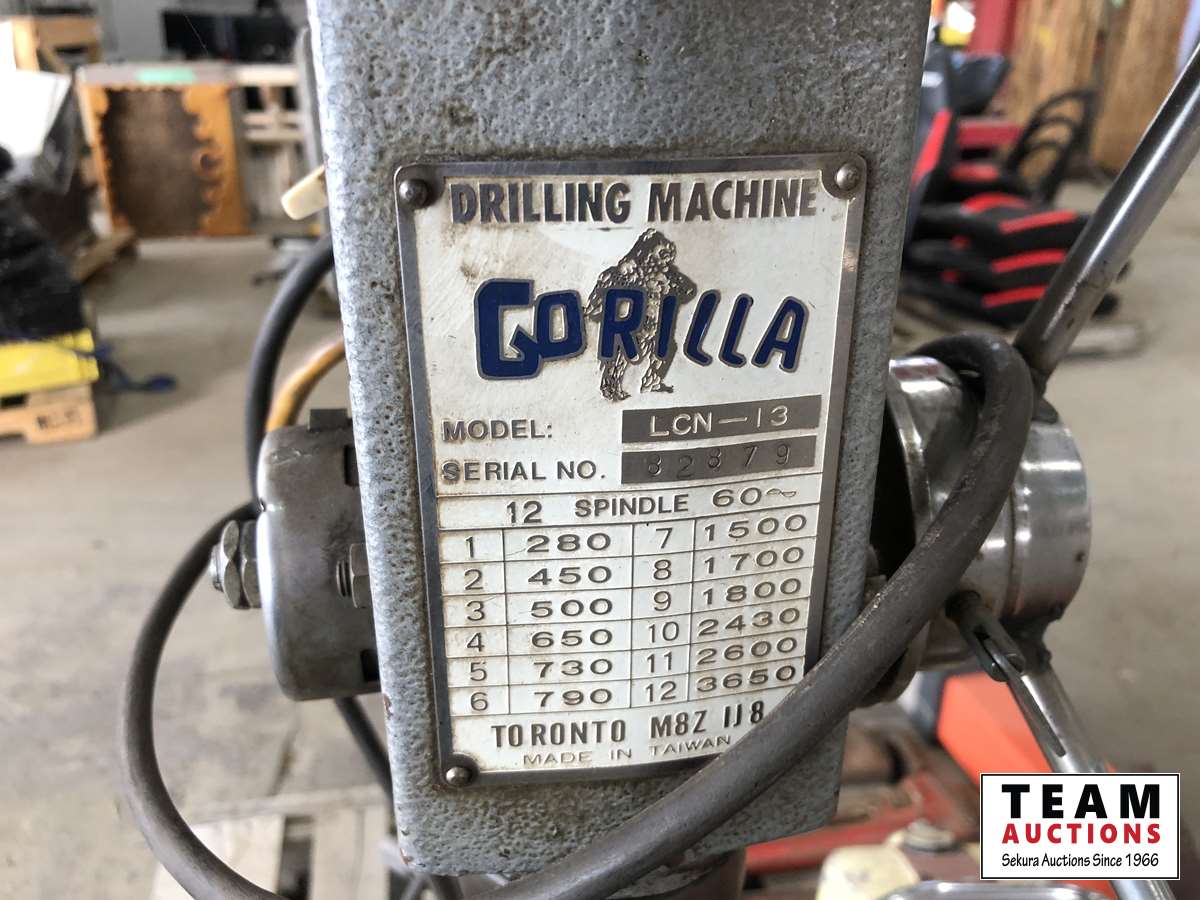 DRILLING MACHINE
GORILLA
MODEL: LCN-13
SERIAL NO. 82879
12 SPINDLE 60~
1 280 7 1500
2 450 8 1700
3 500 9 1800
4 650 10 2430
5 730 11 2600
6 790 12 3650
TORONTO M8Z 1J8
MADE IN TAIWAN
TEAM
AUCTIONS
Sekura Auctions Since 1966